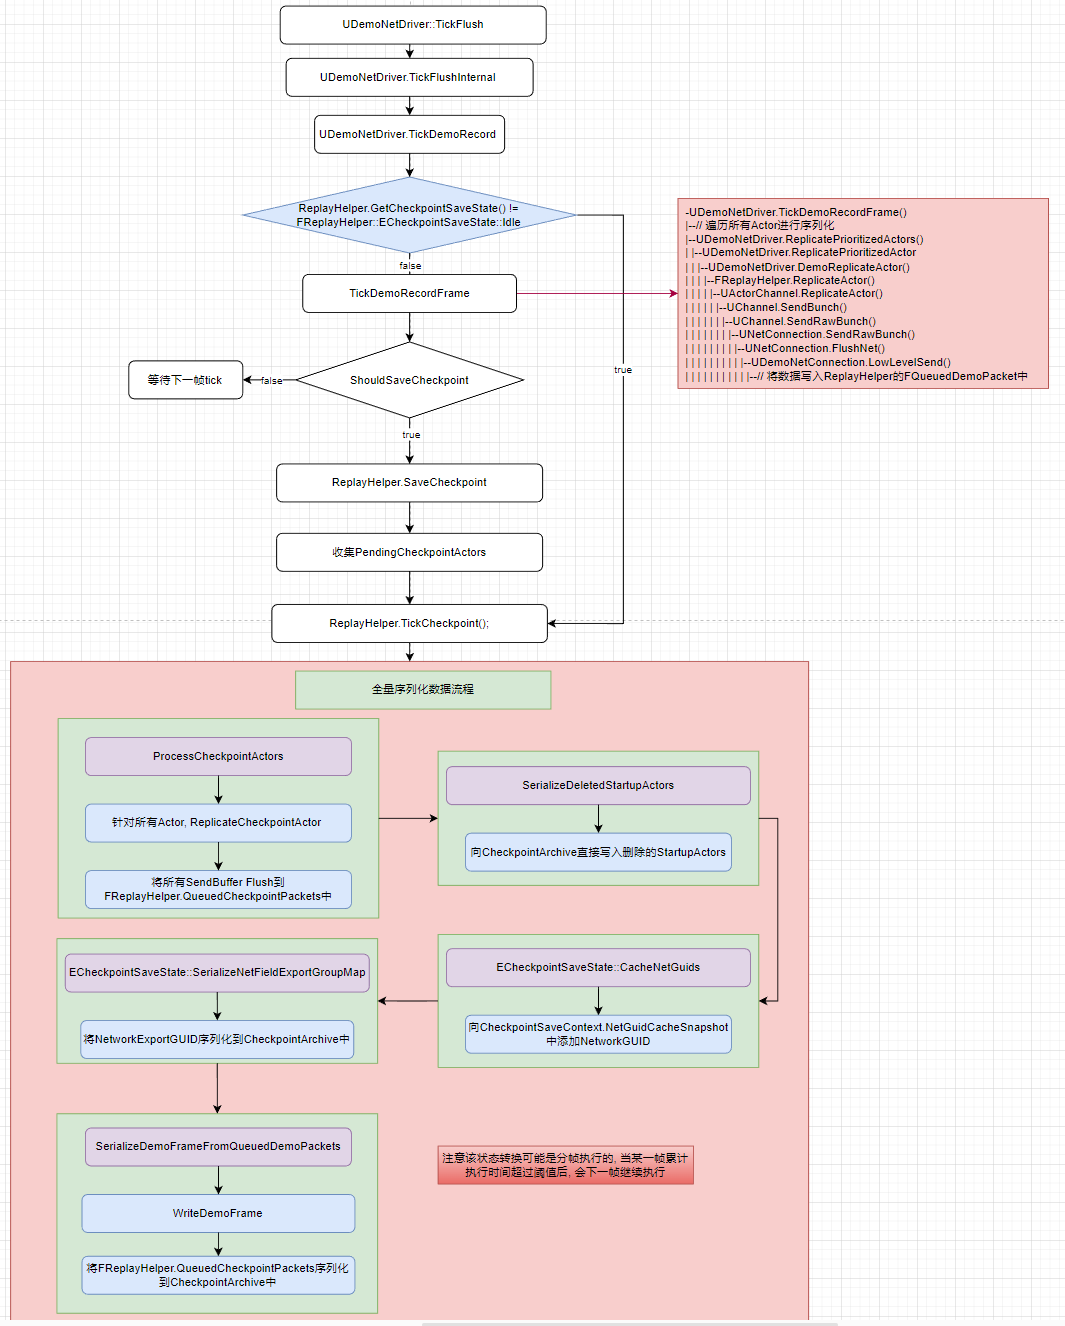 UDemoNetDriver::TickFlush
UDemoNetDriver.TickFlushInternal
UDemoNetDriver.TickDemoRecord
ReplayHelper.GetCheckpointSaveState() !=
FReplayHelper::ECheckpointSaveState::Idle
false
true
TickDemoRecordFrame
-UDemoNetDriver.TickDemoRecordFrame()
|--// 遍历所有Actor进行序列化
|--UDemoNetDriver.ReplicatePrioritizedActors()
| |--UDemoNetDriver.ReplicatePrioritizedActor
| | |--UDemoNetDriver.DemoReplicateActor()
| | | |--FReplayHelper.ReplicateActor()
| | | | |--UActorChannel.ReplicateActor()
| | | | | |--UChannel.SendBunch()
| | | | | | |--UChannel.SendRawBunch()
| | | | | | | |--UNetConnection.SendRawBunch()
| | | | | | | | |--UNetConnection.FlushNet()
| | | | | | | | | |--UDemoNetConnection.LowLevelSend()
| | | | | | | | | | |--// 将数据写入ReplayHelper的FQueuedDemoPacket中
ShouldSaveCheckpoint
false
等待下一帧tick
true
ReplayHelper.SaveCheckpoint
收集PendingCheckpointActors
ReplayHelper.TickCheckpoint();
全量序列化数据流程
ProcessCheckpointActors
针对所有Actor, ReplicateCheckpointActor
将所有SendBuffer Flush到
FReplayHelper.QueuedCheckpointPackets中
SerializeDeletedStartupActors
向CheckpointArchive直接写入删除的StartupActors
ECheckpointSaveState::CacheNetGuids
向CheckpointSaveContext.NetGuidCacheSnapshot
中添加NetworkGUID
ECheckpointSaveState::SerializeNetFieldExportGroupMap
将NetworkExportGUID序列化到CheckpointArchive中
SerializeDemoFrameFromQueuedDemoPackets
WriteDemoFrame
将FReplayHelper.QueuedCheckpointPackets序列化
到CheckpointArchive中
注意该状态转换可能是分帧执行的, 当某一帧累计
执行时间超过阈值后, 会下一帧继续执行